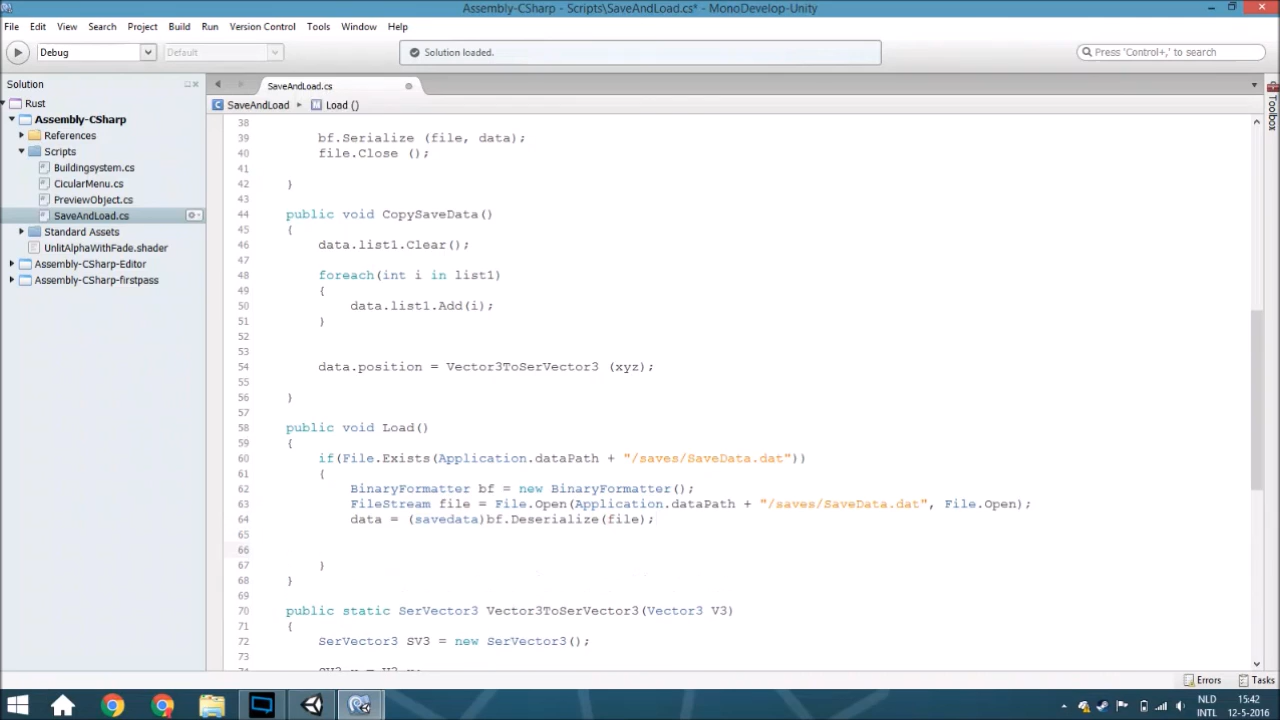 Assembly-CSharp - Scripts\SaveAndLoad.cs* - MonoDevelop-Unity
File Edit View Search Project Build Run Version Control Tools Window Help
Debug Default Solution loaded. Press 'Control+,' to search
Solution SaveAndLoad.cs
Rust SaveAndLoad Load ()
Assembly-CSharp
References
Scripts
Buildingsystem.cs
CicularMenu.cs
PreviewObject.cs
SaveAndLoad.cs
Standard Assets
UnlitAlphaWithFade.shader
Assembly-CSharp-Editor
Assembly-CSharp-firstpass
Toolbox
38
39 bf.Serialize (file, data);
40 file.Close ();
41
42 }
43
44 public void CopySaveData()
45 {
46 data.list1.Clear();
47
48 foreach(int i in list1)
49 {
50 data.list1.Add(i);
51 }
52
53
54 data.position = Vector3ToSerVector3 (xyz);
55
56 }
57
58 public void Load()
59 {
60 if(File.Exists(Application.dataPath + "/saves/SaveData.dat"))
61 {
62 BinaryFormatter bf = new BinaryFormatter();
63 FileStream file = File.Open(Application.dataPath + "/saves/SaveData.dat", File.Open);
64 data = (savedata)bf.Deserialize(file);
65
66
67 }
68 }
69
70 public static SerVector3 Vector3ToSerVector3(Vector3 V3)
71 {
72 SerVector3 SV3 = new SerVector3();
73
Errors Tasks
NLD 15:42
INTL 12-5-2016